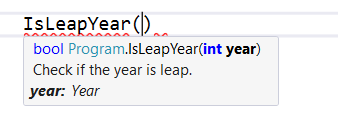 IsLeapYear()
bool Program.IsLeapYear(int year)
Check if the year is leap.
year: Year